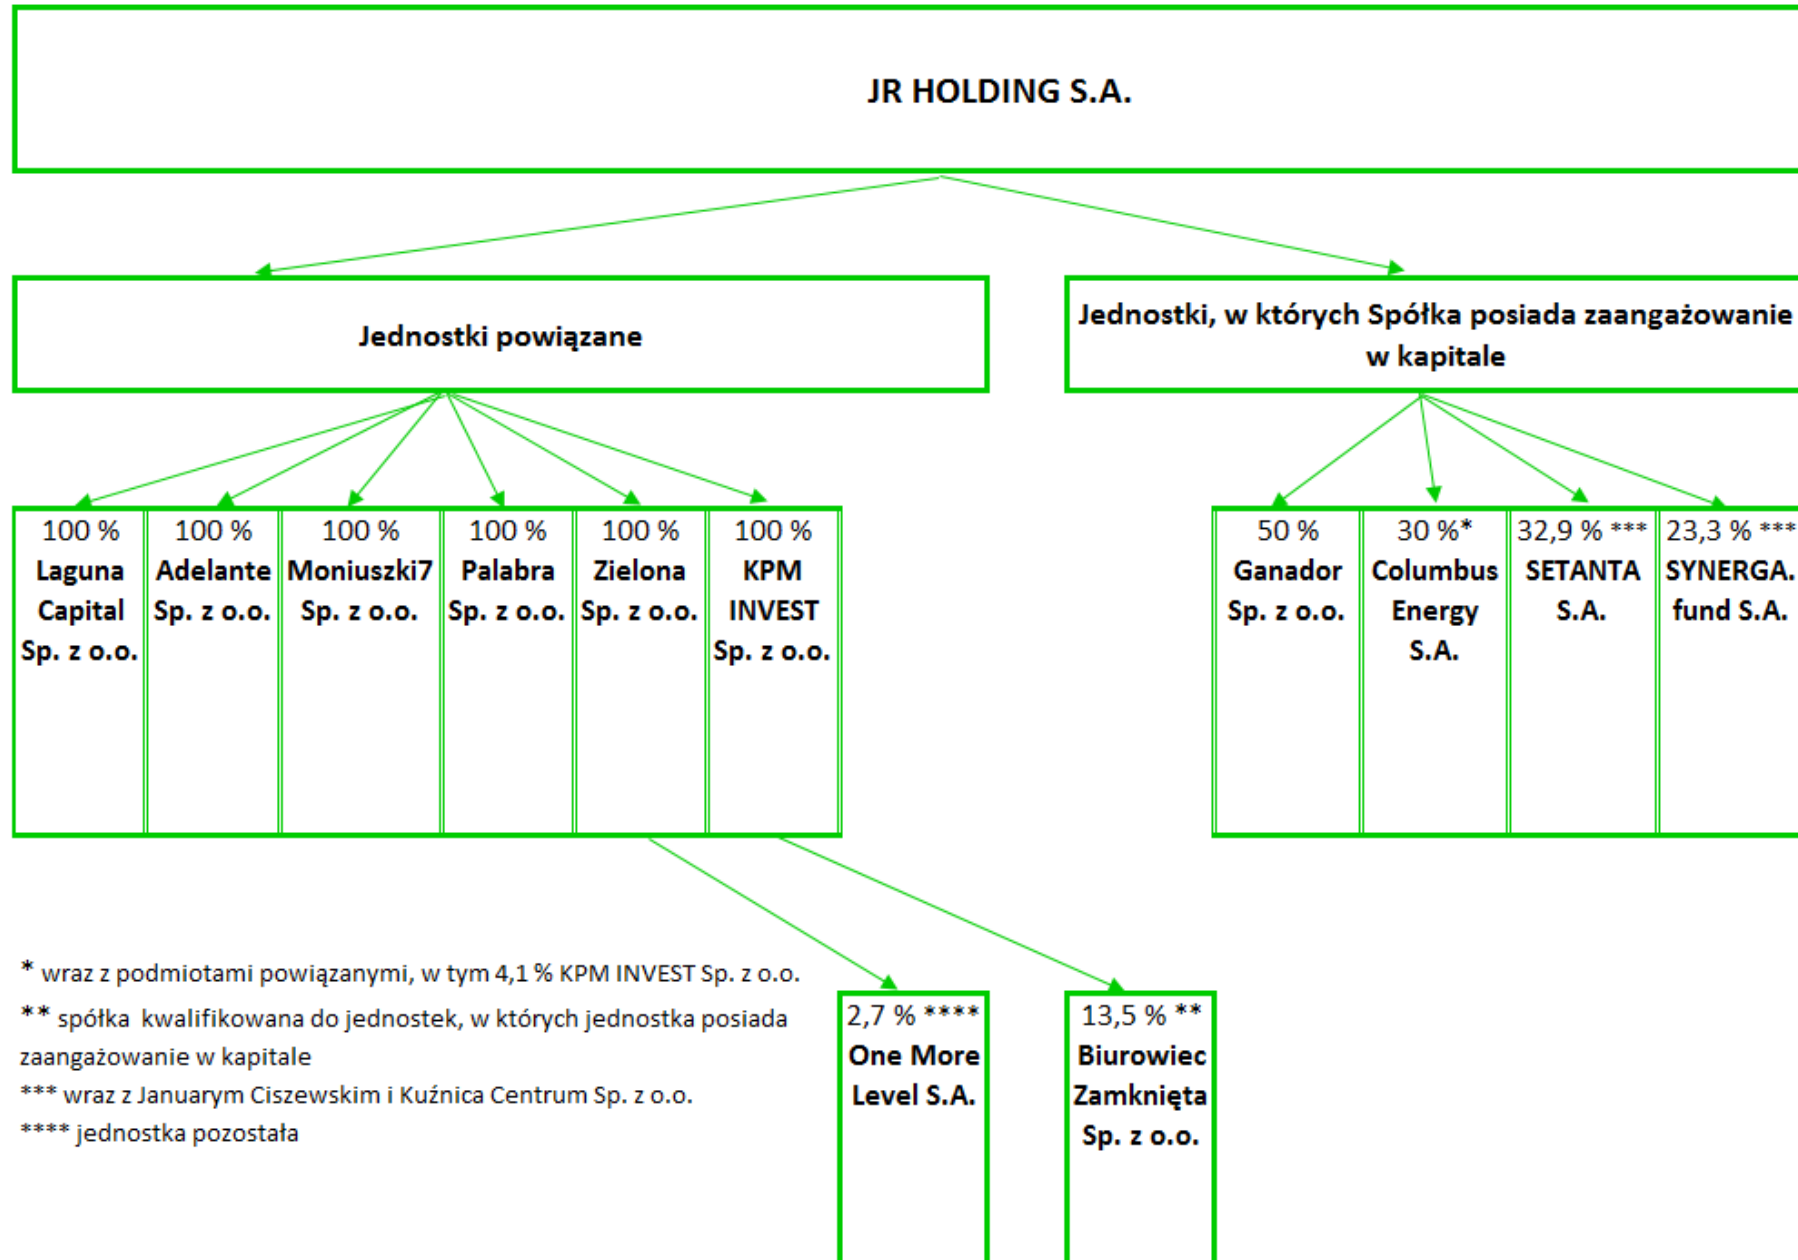 JR HOLDING S.A.
Jednostki powiązane
Jednostki, w których Spółka posiada zaangażowanie
w kapitale
100 %
Laguna
Capital
Sp. z o.o.
100 %
Adelante
Sp. z o.o.
100 %
Moniuszki7
Sp. z o.o.
100 %
Palabra
Sp. z o.o.
100 %
Zielona
Sp. z o.o.
100 %
KPM
INVEST
Sp. z o.o.
50 %
Ganador
Sp. z o.o.
30 %*
Columbus
Energy
S.A.
32,9 % ***
SETANTA
S.A.
23,3 % ***
SYNERGA.
fund S.A.
* wraz z podmiotami powiązanymi, w tym 4,1 % KPM INVEST Sp. z o.o.
** spółka kwalifikowana do jednostek, w których jednostka posiada
zaangażowanie w kapitale
*** wraz z Januarym Ciszewskim i Kuźnica Centrum Sp. z o.o.
**** jednostka pozostała
2,7 % ****
One More
Level S.A.
13,5 % **
Biurowiec
Zamknięta
Sp. z o.o.